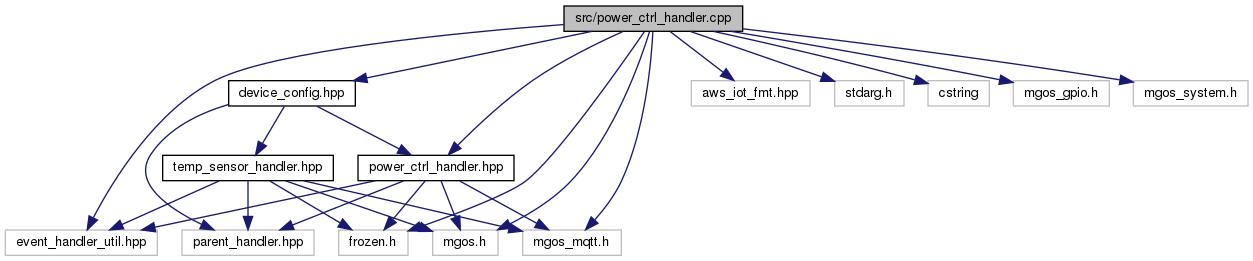 src/power_ctrl_handler.cpp
device_config.hpp
aws_iot_fmt.hpp
stdarg.h
cstring
mgos_gpio.h
mgos_system.h
temp_sensor_handler.hpp
power_ctrl_handler.hpp
event_handler_util.hpp
parent_handler.hpp
frozen.h
mgos.h
mgos_mqtt.h